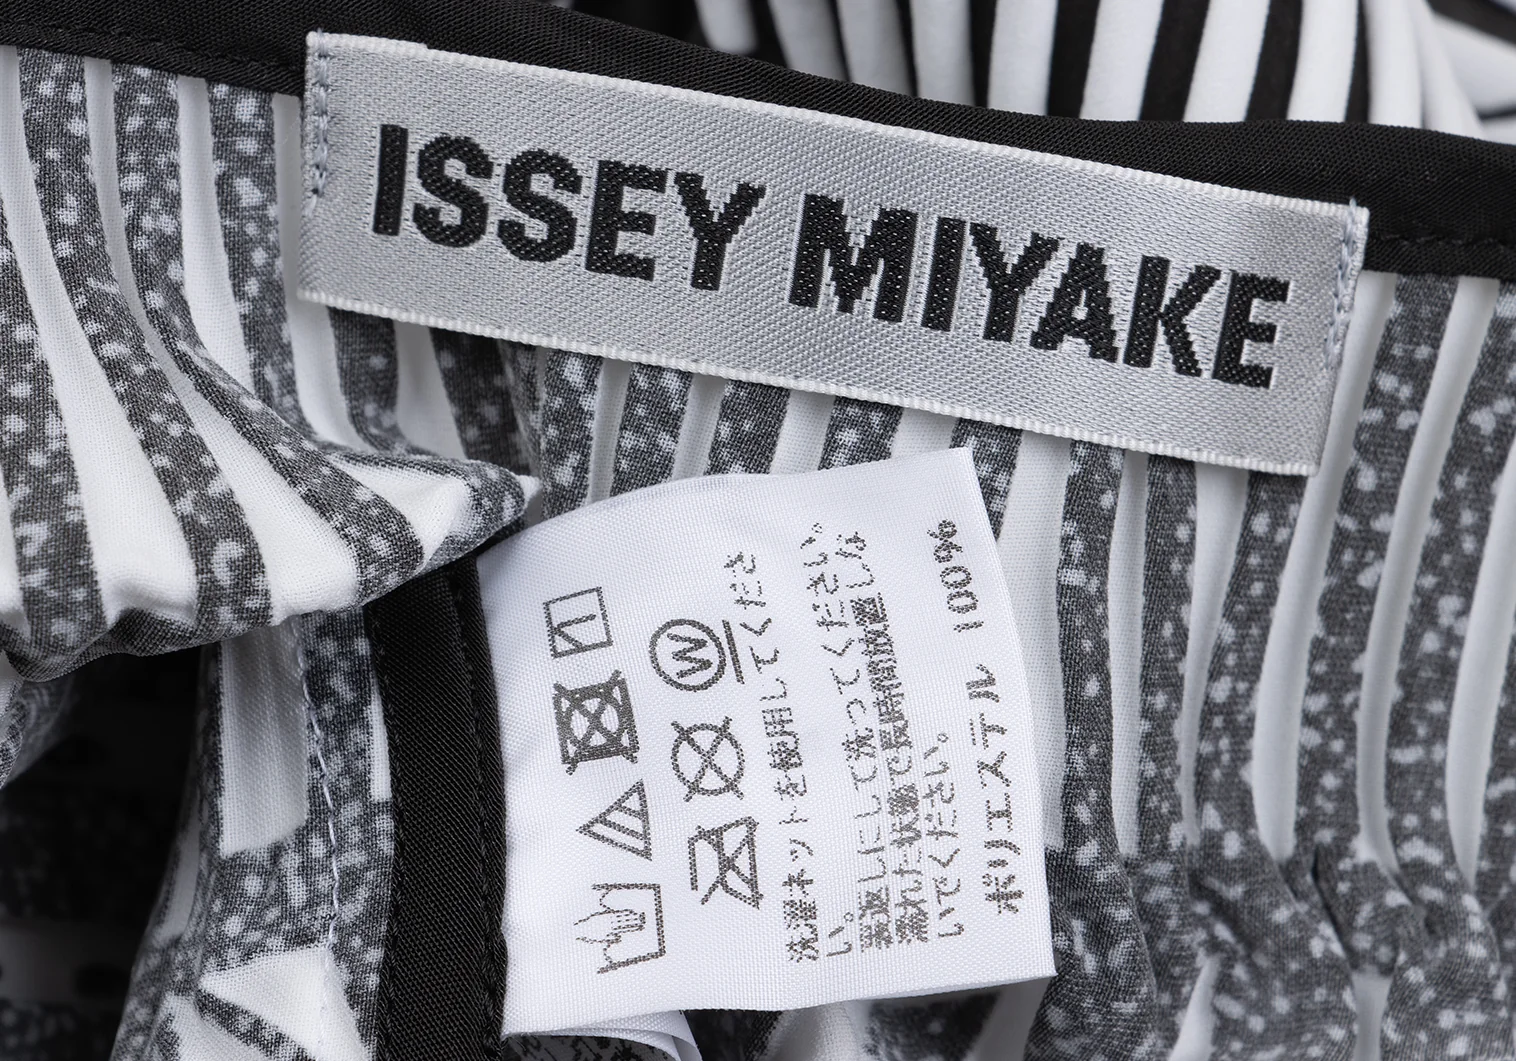 ISSEY MIYAKE
W
洗濯ネットを使用してくださ
い。
裏返しにして洗ってください。
濡れた状態で長時間放置しな
いでください。
ポリエステル 100%